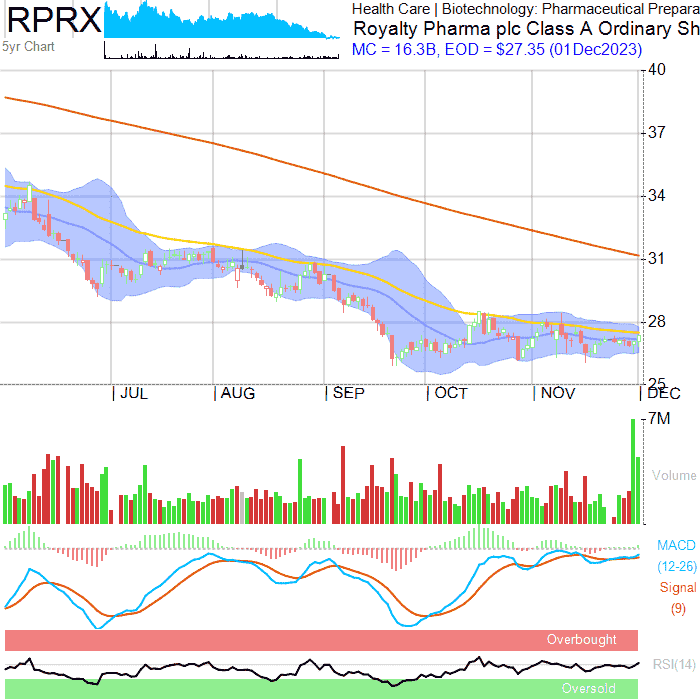 RPRX
5yr Chart
Health Care | Biotechnology: Pharmaceutical Prepara
Royalty Pharma plc Class A Ordinary Sh
MC = 16.3B, EOD = $27.35 (01Dec2023)
40
37
34
31
28
25
JUL AUG SEP OCT NOV DEC
7M
Volume
MACD
(12-26)
Signal
(9)
Overbought
RSI(14)
Oversold